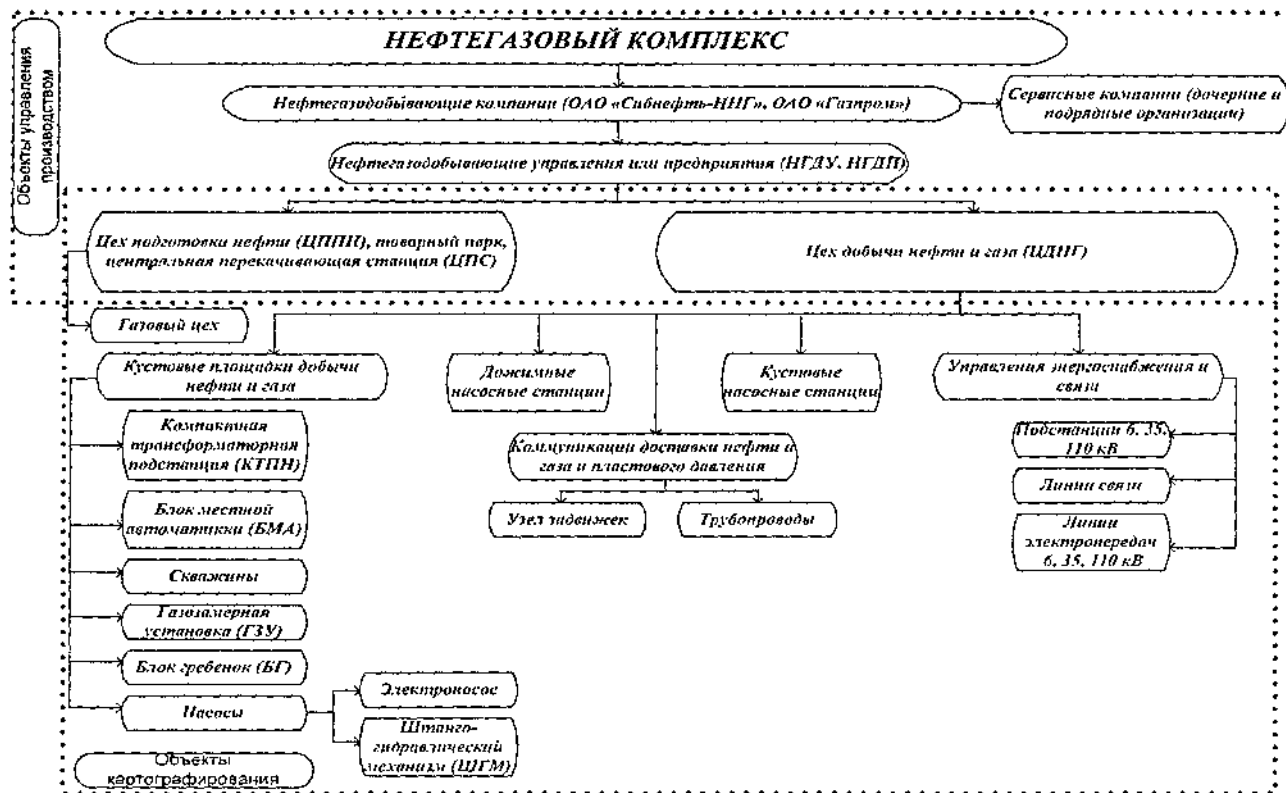 Объекты управления
производством
НЕФТЕГАЗОВЫЙ КОМПЛЕКС
Нефтегазодобывающие компании (ОАО «Сибнефть-ННГ», ОАО «Газпром»)
Сервисные компании (дочерние и
подрядные организации)
Нефтегазодобывающие управления или предприятия (НГДУ, НГДП)
Цех подготовки нефти (ЦППН), товарный парк,
центральная перекачивающая станция (ЦПС)
Цех добычи нефти и газа (ЦДНГ)
Газовый цех
Кустовые площадки добычи
нефти и газа
Дожимные
насосные станции
Кустовые
насосные станции
Управления энергоснабжения и
связи
Компактная
трансформаторная
подстанция (КТПН)
Коммуникации доставки нефти и
газа и пластового давления
Подстанции 6, 35,
110 кВ
Блок местной
автоматикки (БМА)
Узел задвижек
Трубопроводы
Линии связи
Линии
электропередач
6, 35, 110 кВ
Скважины
Газозамерная
установка (ГЗУ)
Блок гребенок (БГ)
Насосы
Электронасос
Штанго-
гидравлический
механизм (ШГМ)
Объекты
картографирования